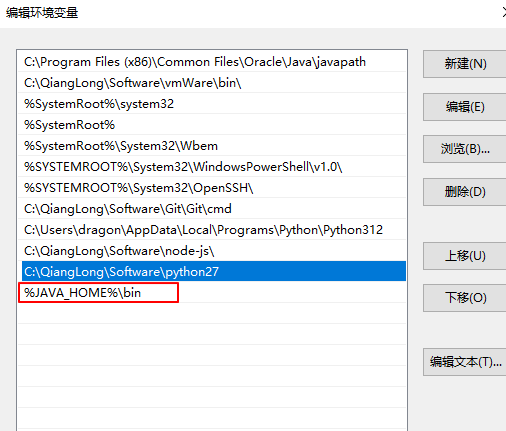 编辑环境变量
C:\Program Files (x86)\Common Files\Oracle\Java\javapath
C:\QiangLong\Software\vmWare\bin\
%SystemRoot%\system32
%SystemRoot%
%SystemRoot%\System32\Wbem
%SYSTEMROOT%\System32\WindowsPowerShell\v1.0\
%SYSTEMROOT%\System32\OpenSSH\
C:\QiangLong\Software\Git\Git\cmd
C:\Users\dragon\AppData\Local\Programs\Python\Python312
C:\QiangLong\Software\node-js\
C:\QiangLong\Software\python27
%JAVA_HOME%\bin
新建(N)
编辑(E)
浏览(B)...
删除(D)
上移(U)
下移(O)
编辑文本(T)...